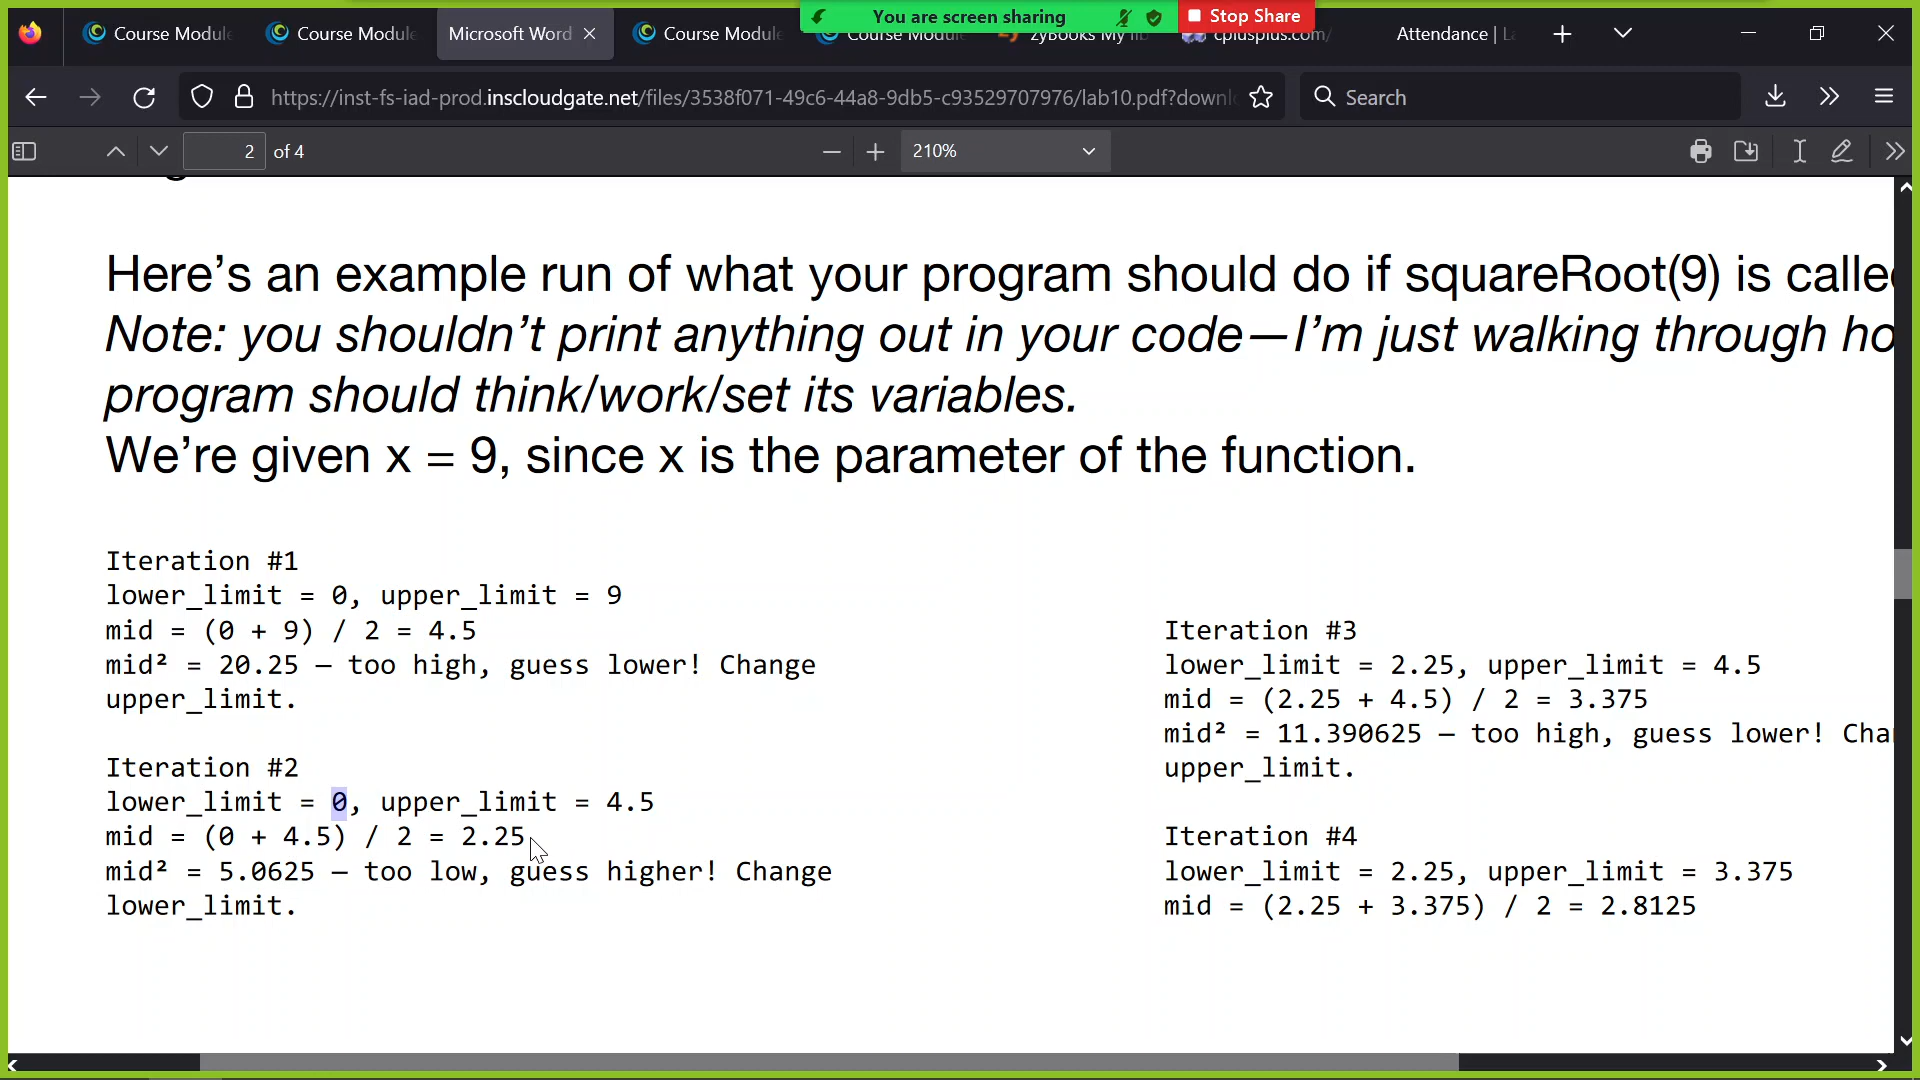 You are screen sharing
Stop Share
Course Module
Course Module
Microsoft Word
Course Module
Course Module
zyBooks My lib
cplusplus.com/
Attendance | La
https://inst-fs-iad-prod.inscloudgate.net/files/3538f071-49c6-44a8-9db5-c93529707976/lab10.pdf?downl
Search
2 of 4
210%
Here’s an example run of what your program should do if squareRoot(9) is calle
Note: you shouldn’t print anything out in your code—I’m just walking through ho
program should think/work/set its variables.
We’re given x = 9, since x is the parameter of the function.
Iteration #1
lower_limit = 0, upper_limit = 9
mid = (0 + 9) / 2 = 4.5
mid² = 20.25 – too high, guess lower! Change
upper_limit.
Iteration #2
lower_limit = 0, upper_limit = 4.5
mid = (0 + 4.5) / 2 = 2.25
mid² = 5.0625 – too low, guess higher! Change
lower_limit.
Iteration #3
lower_limit = 2.25, upper_limit = 4.5
mid = (2.25 + 4.5) / 2 = 3.375
mid² = 11.390625 – too high, guess lower! Cha
upper_limit.
Iteration #4
lower_limit = 2.25, upper_limit = 3.375
mid = (2.25 + 3.375) / 2 = 2.8125